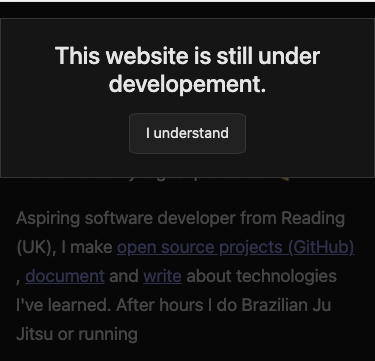 This website is still under
developement.
I understand
Aspiring software developer from Reading
(UK), I make open source projects (GitHub)
, document and write about technologies
I've learned. After hours I do Brazilian Ju
Jitsu or running